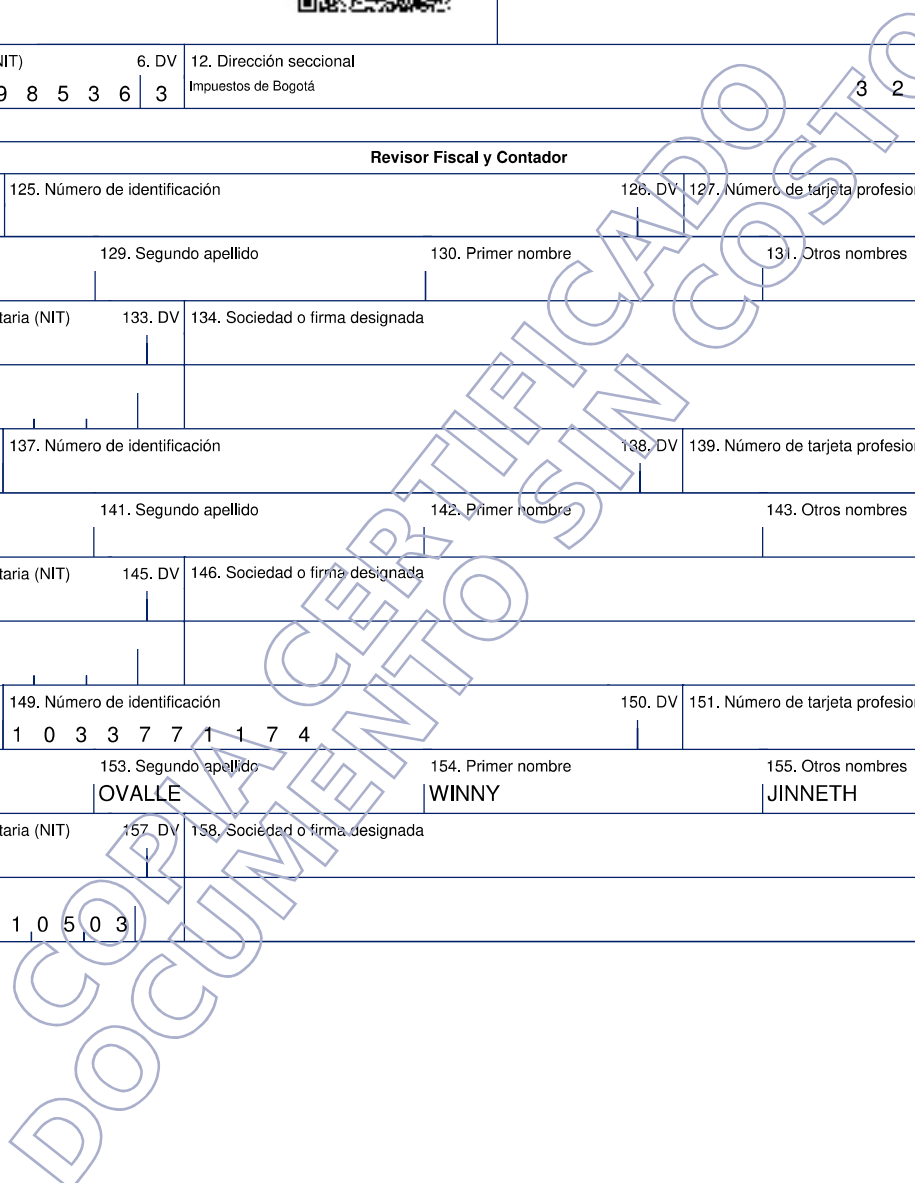 NIT) 6. DV 12. Dirección seccional
9 8 5 3 6 3 Impuestos de Bogotá 3 2
Revisor Fiscal y Contador
125. Número de identificación 126. DV 127. Número de tarjeta profesion
129. Segundo apellido 130. Primer nombre 131. Otros nombres
taria (NIT) 133. DV 134. Sociedad o firma designada
137. Número de identificación 138. DV 139. Número de tarjeta profesion
141. Segundo apellido 142. Primer nombre 143. Otros nombres
taria (NIT) 145. DV 146. Sociedad o firma designada
149. Número de identificación 150. DV 151. Número de tarjeta profesion
1 0 3 3 7 7 1 1 7 4
153. Segundo apellido 154. Primer nombre 155. Otros nombres
OVALLE WINNY JINNETH
taria (NIT) 157. DV 158. Sociedad o firma designada
1 0 5 0 3
COPIA CERTIFICADO
DOCUMENTO SIN COSTO